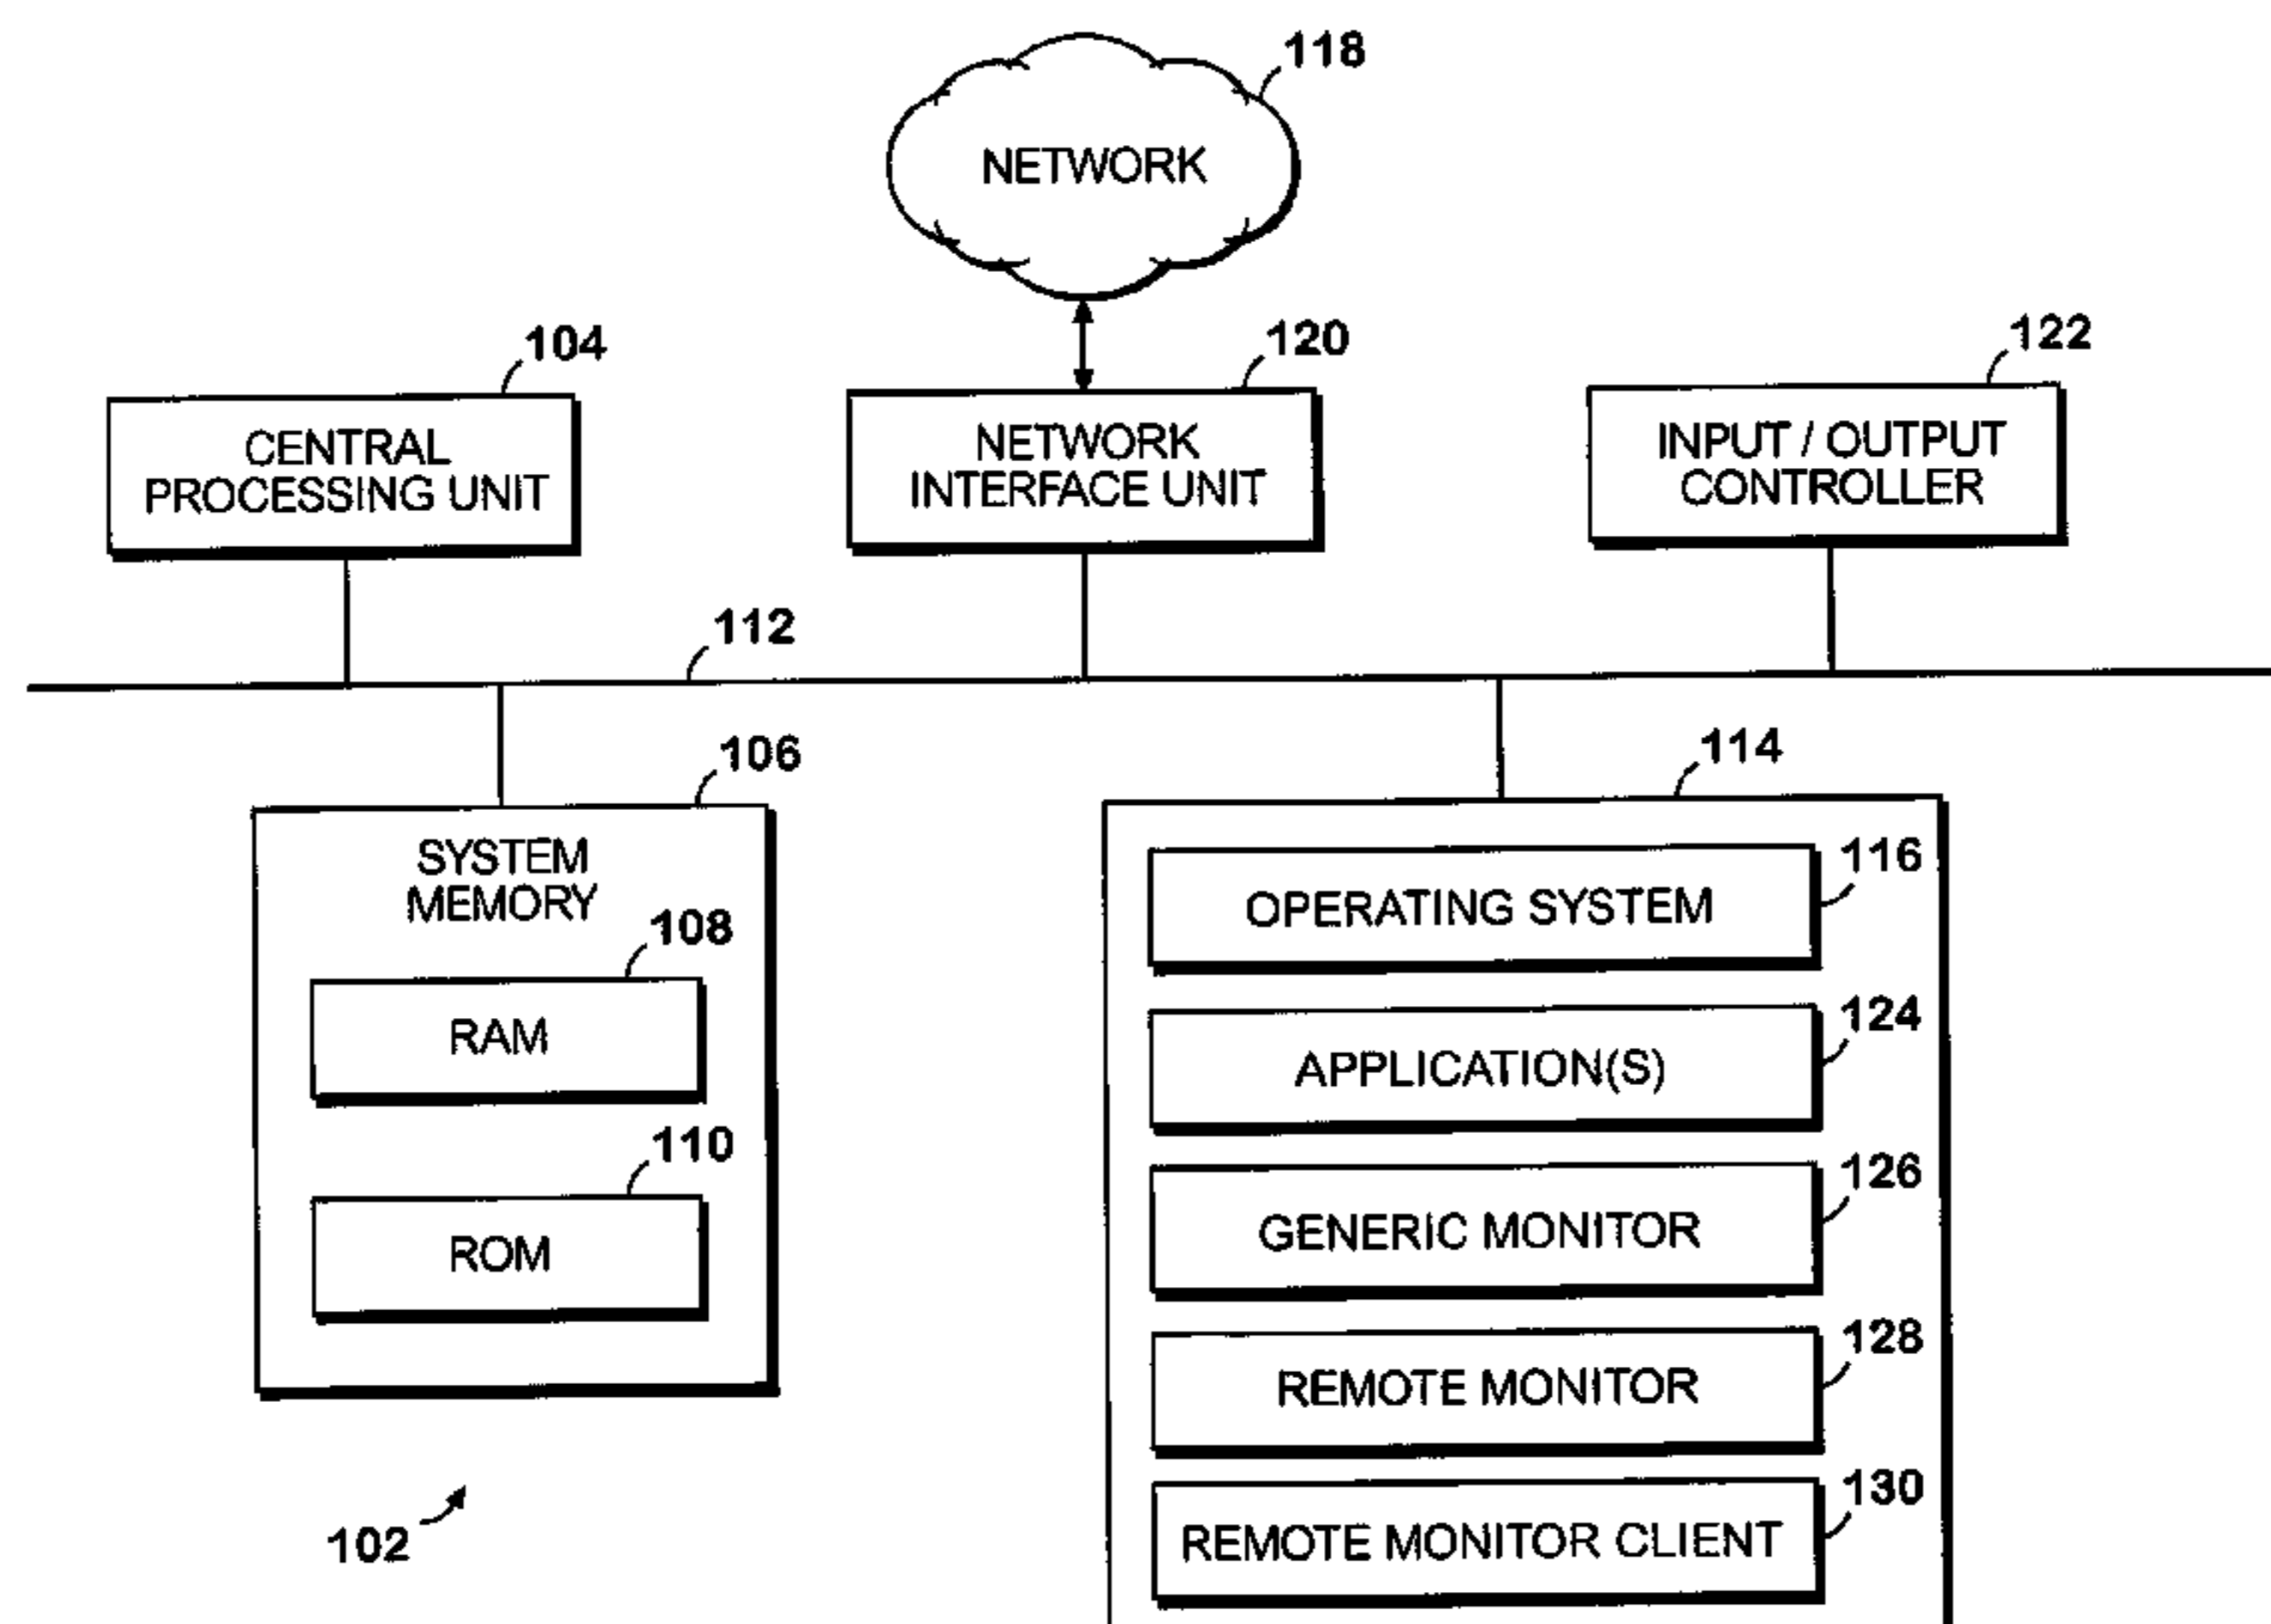 118
NETWORK
104
120
122
CENTRAL
PROCESSING UNIT
NETWORK
INTERFACE UNIT
INPUT / OUTPUT
CONTROLLER
112
106
114
SYSTEM
MEMORY
108
RAM
110
ROM
102
116
OPERATING SYSTEM
124
APPLICATION(S)
126
GENERIC MONITOR
128
REMOTE MONITOR
130
REMOTE MONITOR CLIENT